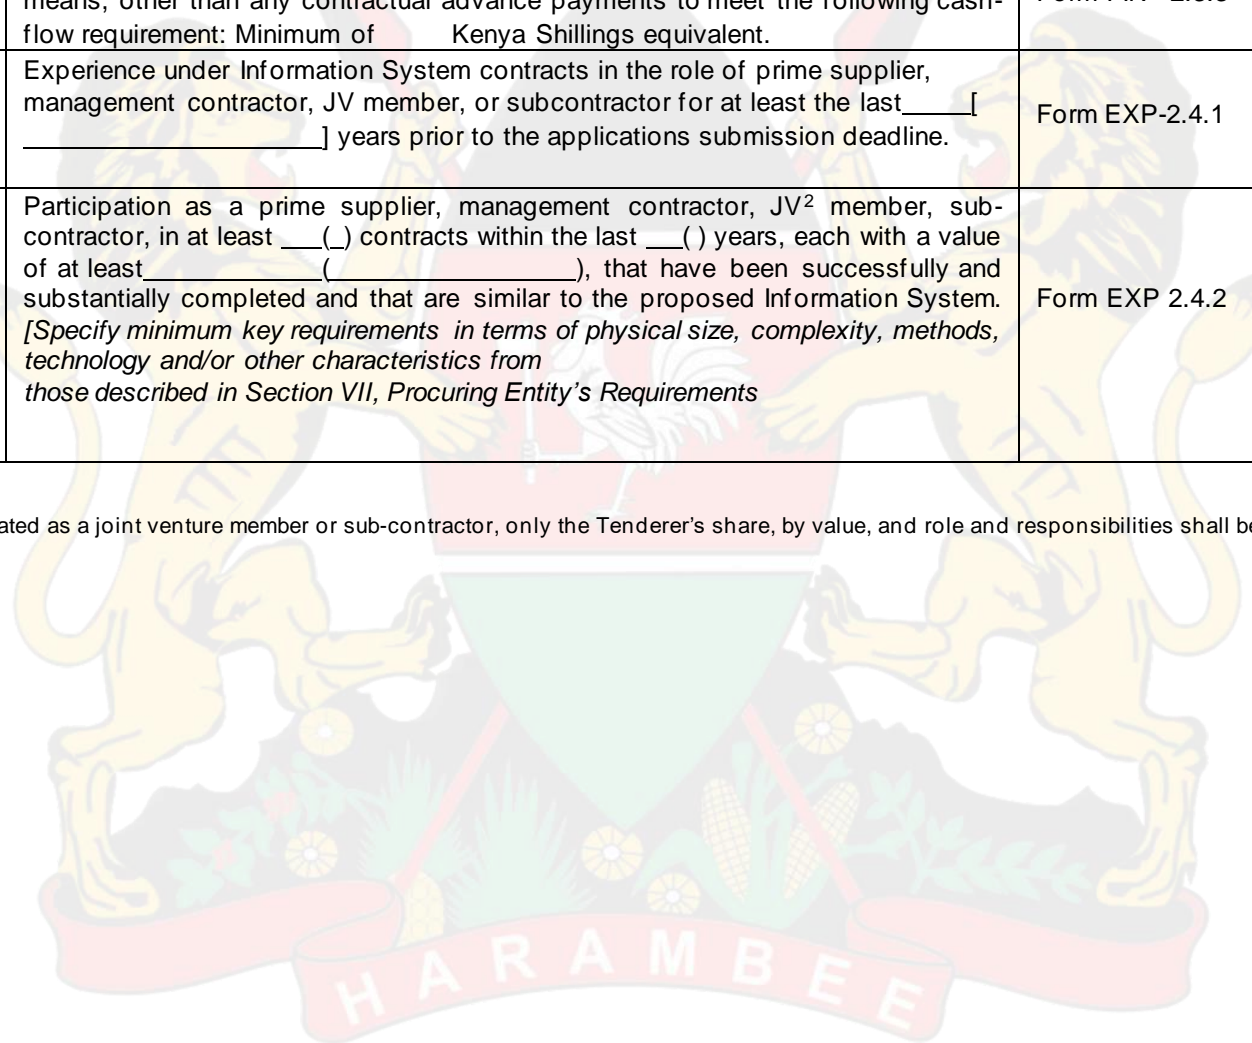 means, other than any contractual advance payments to meet the following cash-
flow requirement: Minimum of Kenya Shillings equivalent.
Experience under Information System contracts in the role of prime supplier,
management contractor, JV member, or subcontractor for at least the last_____[
______________________] years prior to the applications submission deadline.
Form EXP-2.4.1
Participation as a prime supplier, management contractor, JV² member, sub-
contractor, in at least ___(_) contracts within the last ___( ) years, each with a value
of at least_____________(__________________), that have been successfully and
substantially completed and that are similar to the proposed Information System.
[Specify minimum key requirements in terms of physical size, complexity, methods,
technology and/or other characteristics from
those described in Section VII, Procuring Entity’s Requirements
Form EXP 2.4.2
as a joint venture member or sub-contractor, only the Tenderer’s share, by value, and role and responsibilities shall
HARAMBEE